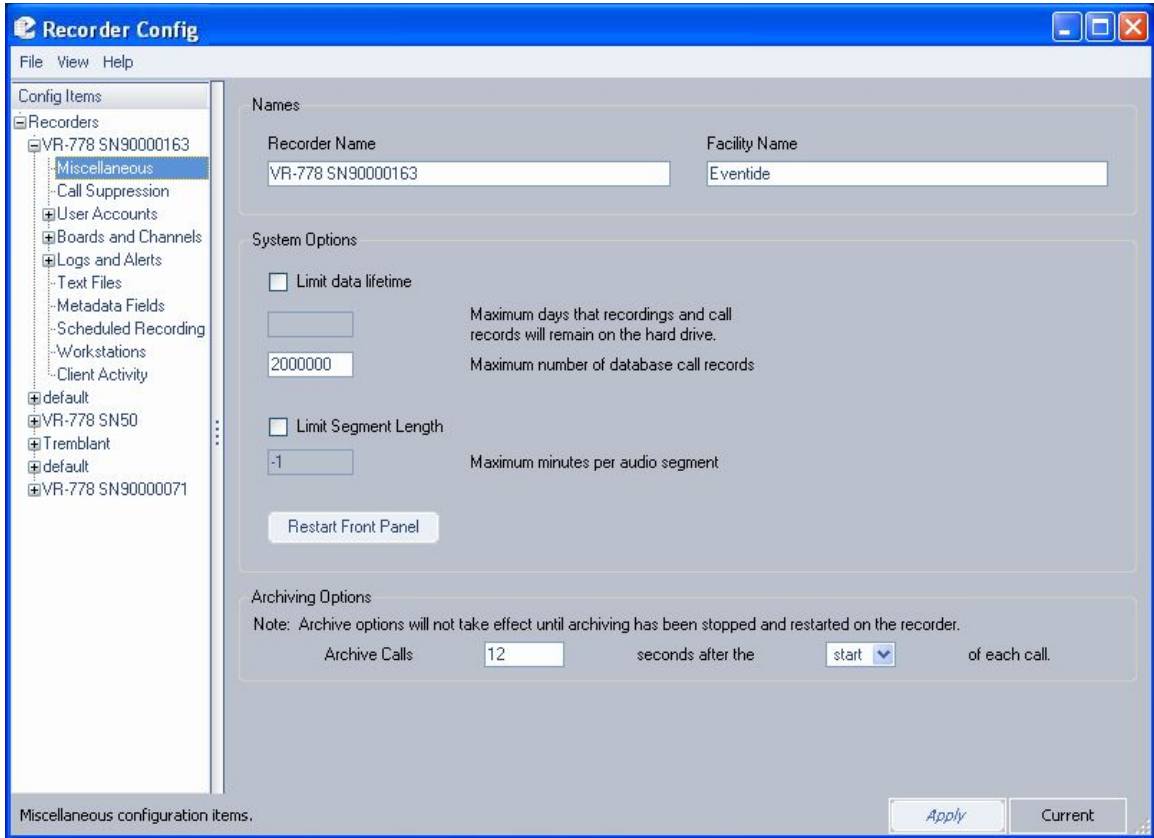 Recorder Config
File View Help
Config Items
Recorders
VR-778 SN90000163
Miscellaneous
Call Suppression
User Accounts
Boards and Channels
Logs and Alerts
Text Files
Metadata Fields
Scheduled Recording
Workstations
Client Activity
default
VR-778 SN50
Tremblant
default
VR-778 SN90000071
Names
Recorder Name Facility Name
VR-778 SN90000163 Eventide
System Options
Limit data lifetime
Maximum days that recordings and call
records will remain on the hard drive.
2000000 Maximum number of database call records
Limit Segment Length
-1 Maximum minutes per audio segment
Restart Front Panel
Archiving Options
Note: Archive options will not take effect until archiving has been stopped and restarted on the recorder.
Archive Calls 12 seconds after the start of each call.
Miscellaneous configuration items. Apply Current